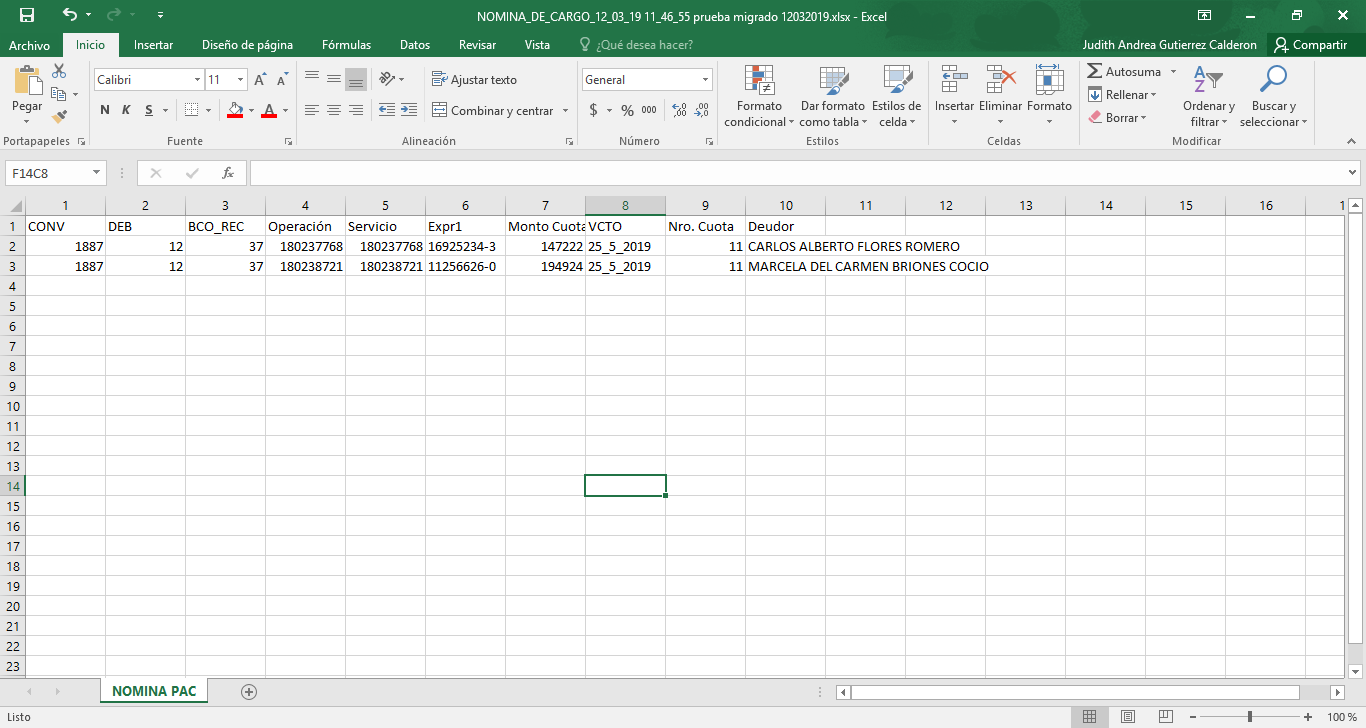 NOMINA_DE_CARGO_12_03_19 11_46_55 prueba migrado 12032019.xlsx - Excel
Archivo Inicio Insertar Diseño de página Fórmulas Datos Revisar Vista ¿Qué desea hacer? Judith Andrea Gutierrez Calderon Compartir
Pegar
Calibri 11
N K S
Ajustar texto
Combinar y centrar
General
$ % 000
Formato condicional
Dar formato como tabla
Estilos de celda
Insertar Eliminar Formato
Autosuma
Rellenar
Borrar
Ordenar y filtrar
Buscar y seleccionar
Portapapeles Fuente Alineación Número Estilos Celdas Modificar
F14C8 fx
1 2 3 4 5 6 7 8 9 10 11 12 13 14 15 16 1
1 CONV DEB BCO_REC Operación Servicio Expr1 Monto Cuota VCTO Nro. Cuota Deudor
2 1887 12 37 180237768 180237768 16925234-3 147222 25_5_2019 11 CARLOS ALBERTO FLORES ROMERO
3 1887 12 37 180238721 180238721 11256626-0 194924 25_5_2019 11 MARCELA DEL CARMEN BRIONES COCIO
4
5
6
7
8
9
10
11
12
13
14
15
16
17
18
19
20
21
22
23
NOMINA PAC
Listo 100 %